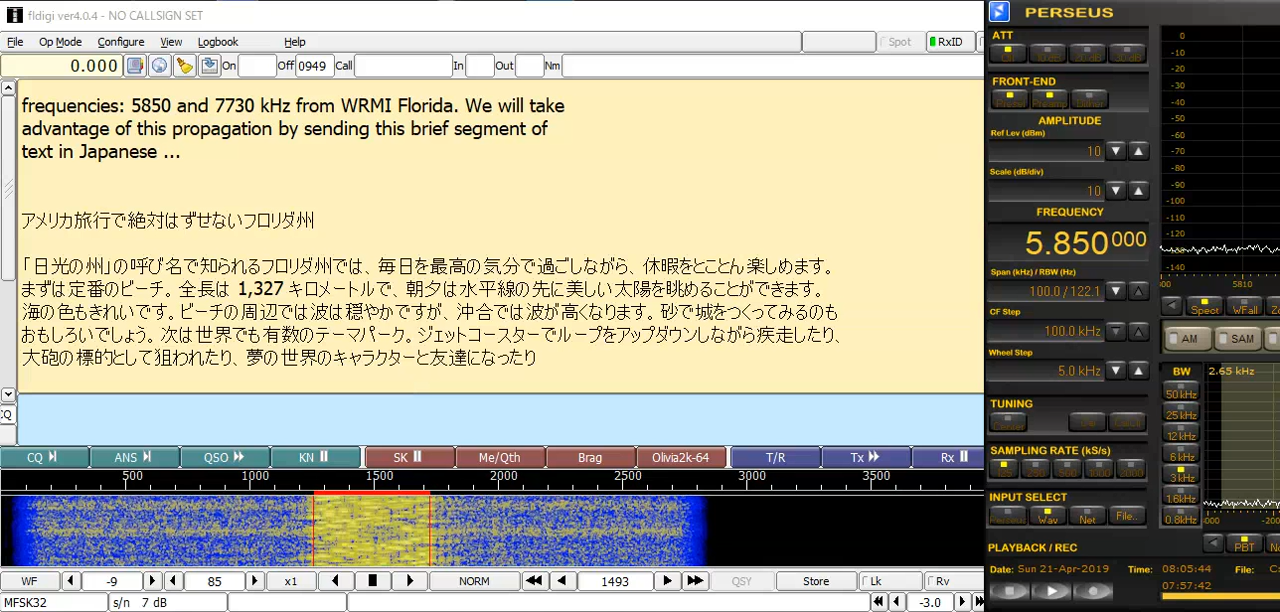 fldigi ver4.0.4 - NO CALLSIGN SET
File Op Mode Configure View Logbook Help
Spot RxID
0.000 On Off 0949 Call In Out Nm
frequencies: 5850 and 7730 kHz from WRMI Florida. We will take
advantage of this propagation by sending this brief segment of
text in Japanese ...
アメリカ旅行で絶対はずせないフロリダ州
「日光の州」の呼び名で知られるフロリダ州では、毎日を最高の気分で過ごしながら、休暇をとことん楽しめます。
まずは定番のビーチ。全長は 1,327 キロメートルで、朝夕は水平線の先に美しい太陽を眺めることができます。
海の色もきれいです。ビーチの周辺では波は穏やかですが、沖合では波が高くなります。砂で城をつくってみるのも
おもしろいでしょう。次は世界でも有数のテーマパーク。ジェットコースターでループをアップダウンしながら疾走したり、
大砲の標的として狙われたり、夢の世界のキャラクターと友達になったり
CQ ANS QSO KN SK Me/Qth Brag Olivia2k-64 T/R Tx Rx
500 1000 1500 2000 2500 3000 3500
WF -9 85 x1 NORM 1493 QSY Store Lk Rv
MFSK32 s/n 7 dB -3.0
PERSEUS
ATT
FRONT-END
Presel Preamp
AMPLITUDE
Ref Lev (dBm)
10
Scale (dB/div)
10
FREQUENCY
5.850 000
Span (kHz) / RBW (Hz)
100.0 / 122.1
CF Step
100.0 kHz
Wheel Step
5.0 kHz
TUNING
SAMPLING RATE (kS/s)
INPUT SELECT
Perseus Wav Net File..
PLAYBACK / REC
Date: Sun 21-Apr-2019 Time: 08:05:44 File:
07:57:42
0
-10
-20
-30
-40
-50
-60
-70
-80
-90
-100
-110
-120
-130
-140
5810
Spect WFall
AM SAM
BW 2.65 kHz
50kHz
25kHz
12kHz
6 kHz
3 kHz
1.6kHz
0.8kHz
PBT